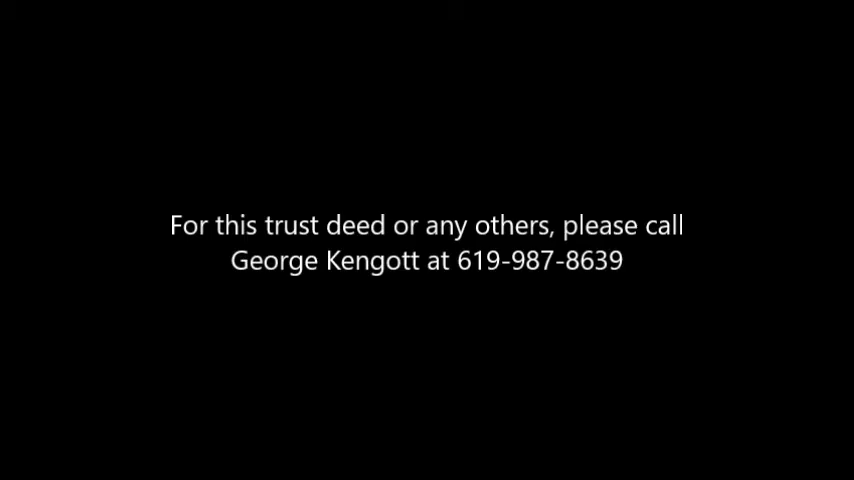 For this trust deed or any others, please call
George Kengott at 619-987-8639